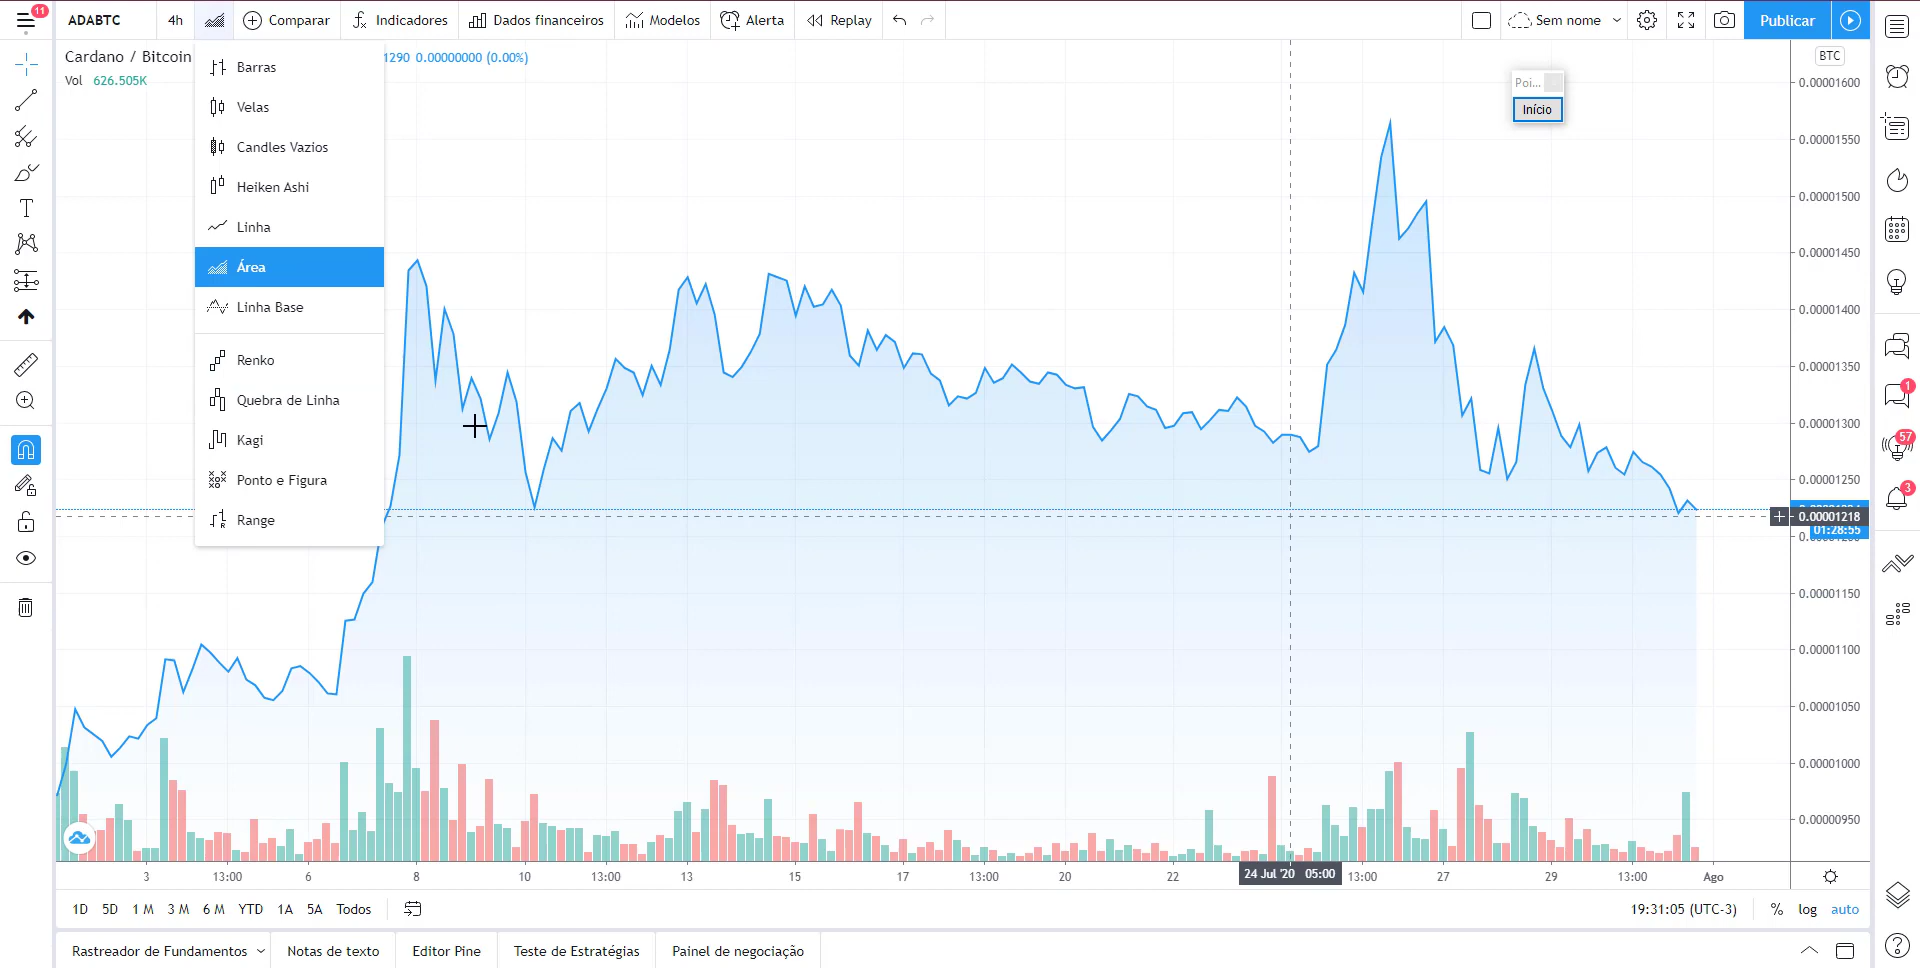 11
ADABTC
4h
Comparar
Indicadores
Dados financeiros
Modelos
Alerta
Replay
Sem nome
Publicar
Cardano / Bitcoin
1290 0.00000000 (0.00%)
Vol 626.505K
Barras
Velas
Candles Vazios
Heiken Ashi
Linha
Área
Linha Base
Renko
Quebra de Linha
Kagi
Ponto e Figura
Range
Poi...
Início
BTC
0.00001600
0.00001550
0.00001500
0.00001450
0.00001400
0.00001350
0.00001300
0.00001250
0.00001218
01:28:55
0.00001150
0.00001100
0.00001050
0.00001000
0.00000950
1
57
3
3
13:00
6
8
10
13:00
13
15
17
13:00
20
22
24 Jul '20 05:00
13:00
27
29
13:00
Ago
1D
5D
1 M
3 M
6 M
YTD
1A
5A
Todos
19:31:05 (UTC-3)
%
log
auto
Rastreador de Fundamentos
Notas de texto
Editor Pine
Teste de Estratégias
Painel de negociação